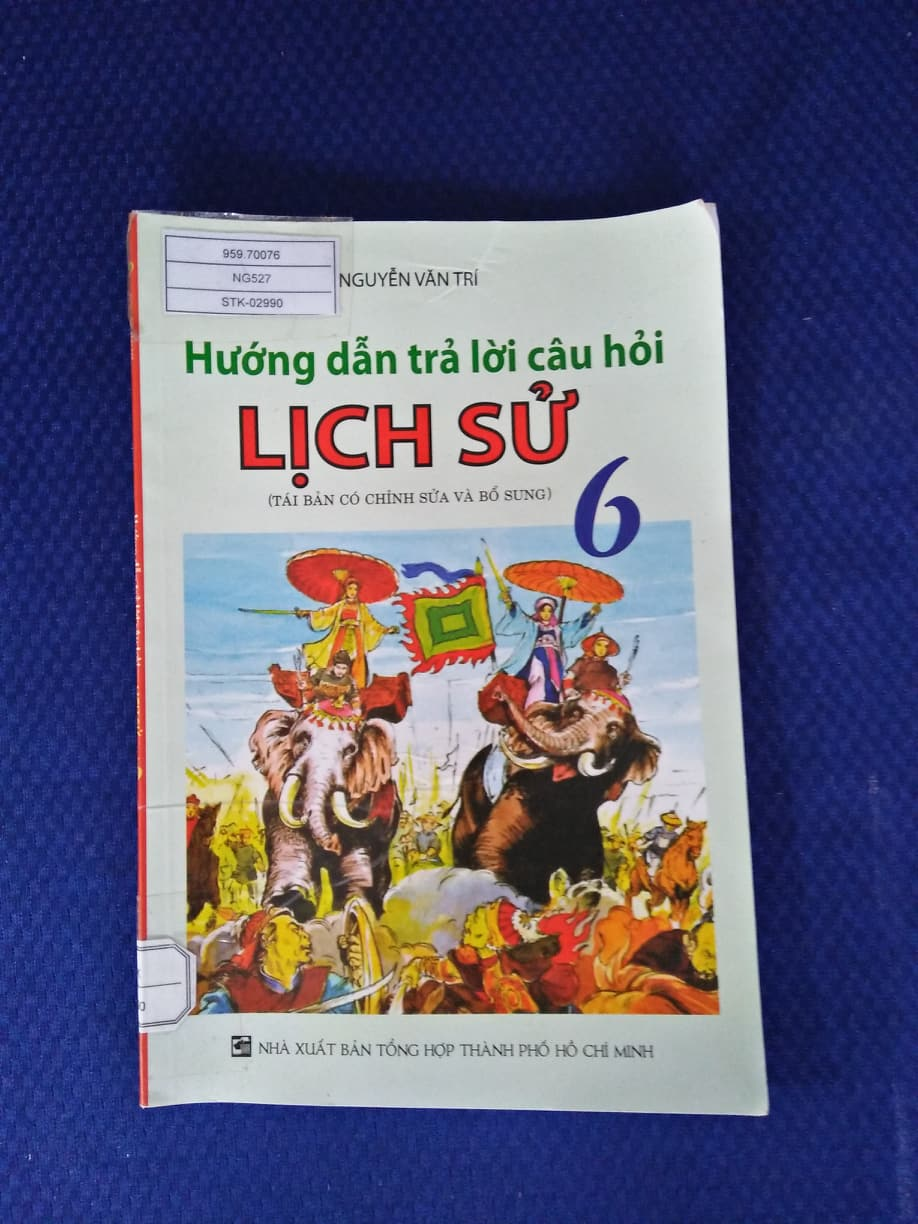 959.70076
NG527
STK-02990
NGUYỄN VĂN TRÍ
Hướng dẫn trả lời câu hỏi
LỊCH SỬ
6
(TÁI BẢN CÓ CHỈNH SỬA VÀ BỔ SUNG)
NHÀ XUẤT BẢN TỔNG HỢP THÀNH PHỐ HỒ CHÍ MINH